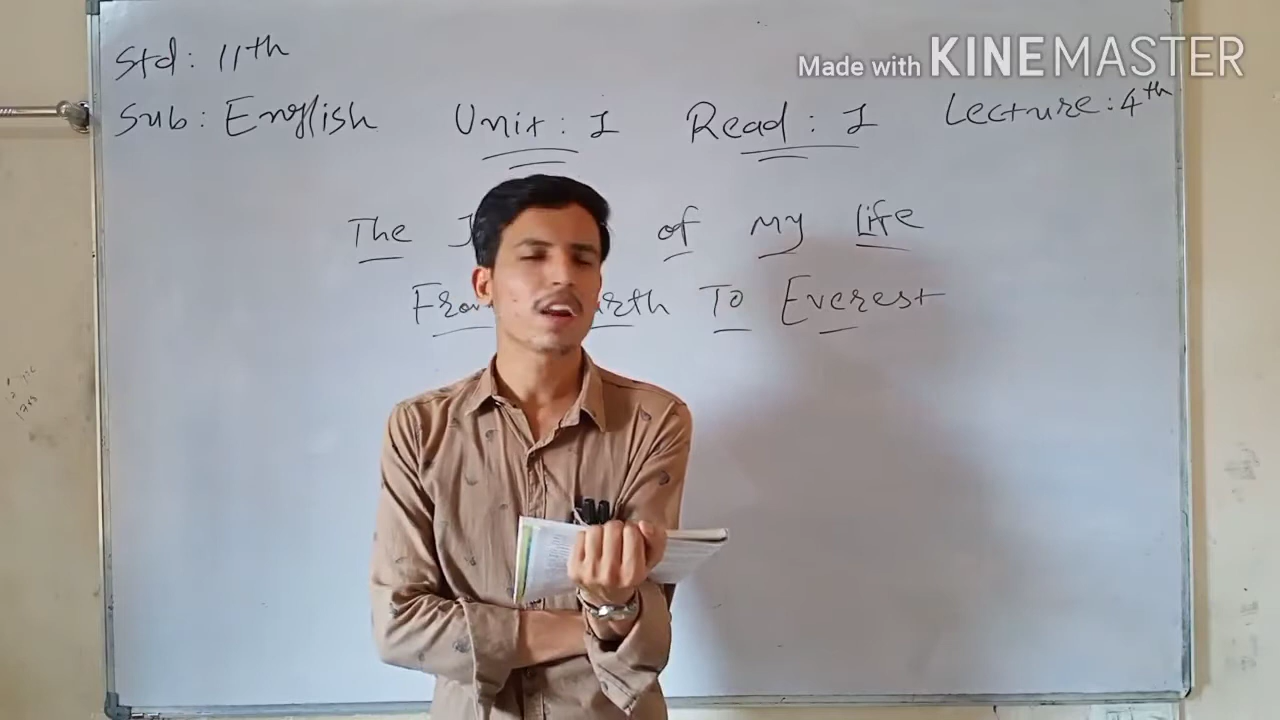 Made with KINEMASTER
Std: 11th
Sub: English Unit: I Read: I Lecture: 4th
The of My Life
To Everest